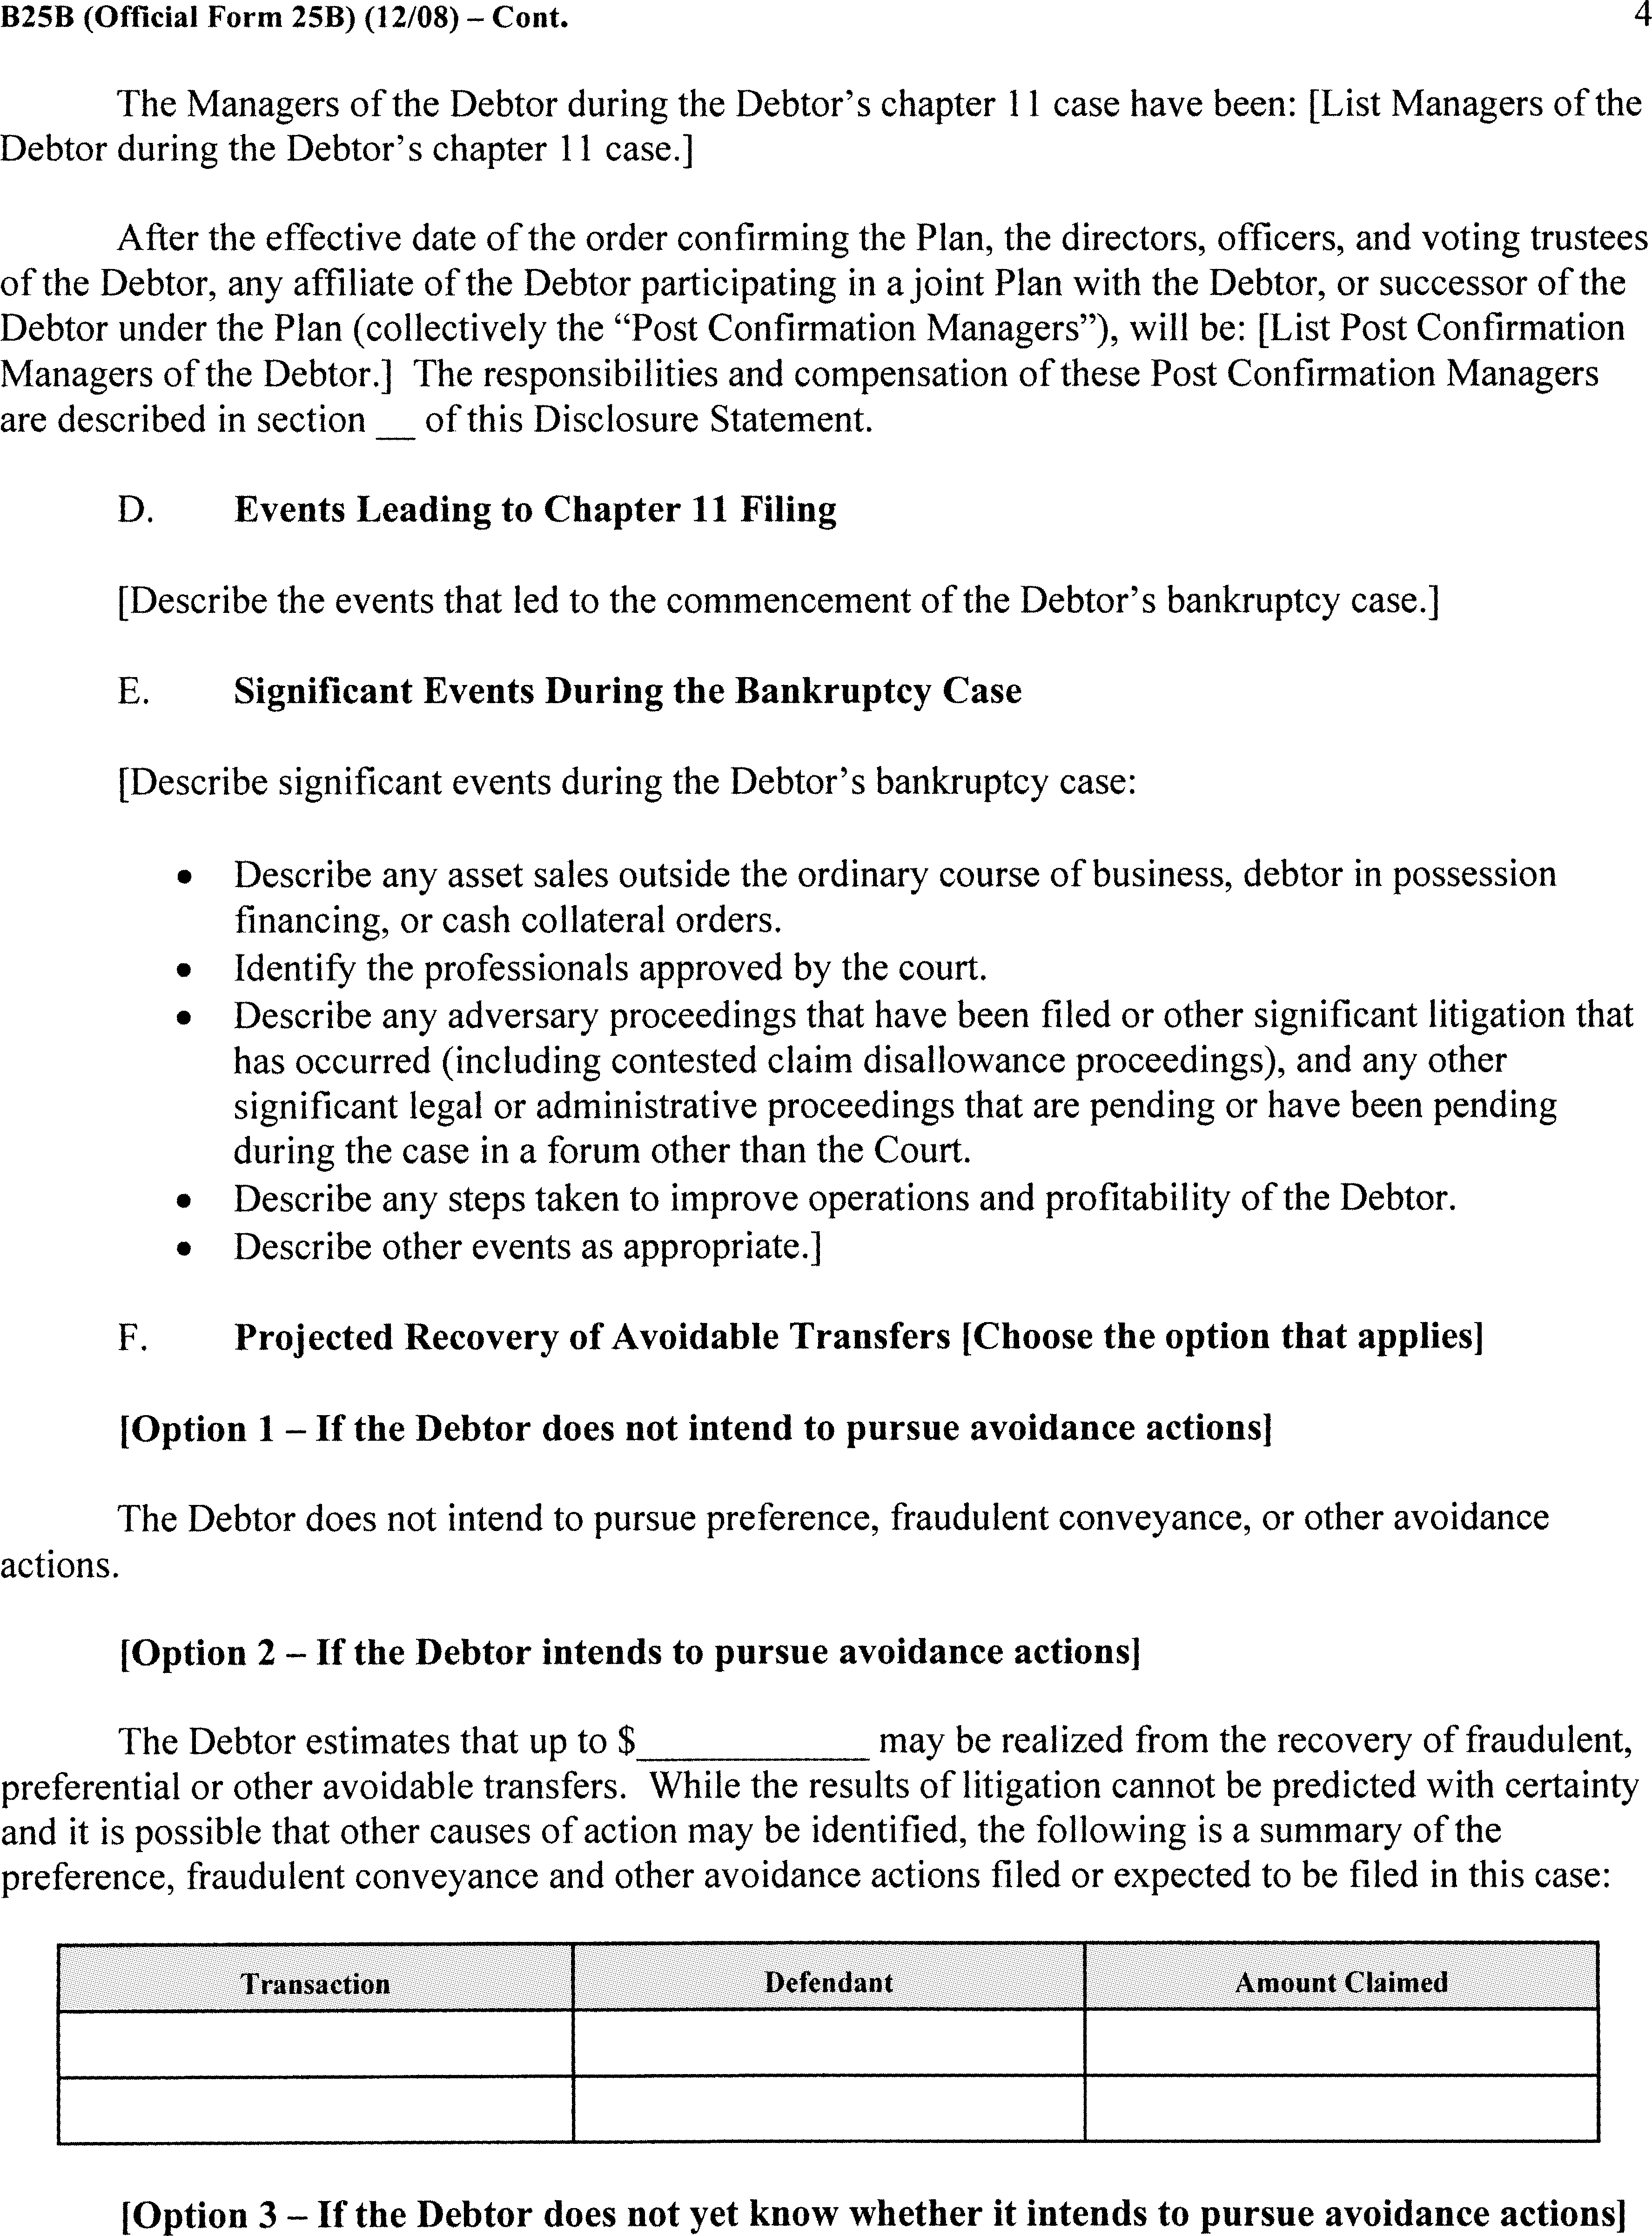 B25B (Official Form 25B) (12/08) – Cont. 4
The Managers of the Debtor during the Debtor’s chapter 11 case have been: [List Managers of the
Debtor during the Debtor’s chapter 11 case.]
After the effective date of the order confirming the Plan, the directors, officers, and voting trustees
of the Debtor, any affiliate of the Debtor participating in a joint Plan with the Debtor, or successor of the
Debtor under the Plan (collectively the “Post Confirmation Managers”), will be: [List Post Confirmation
Managers of the Debtor.] The responsibilities and compensation of these Post Confirmation Managers
are described in section __ of this Disclosure Statement.
D. Events Leading to Chapter 11 Filing
[Describe the events that led to the commencement of the Debtor’s bankruptcy case.]
E. Significant Events During the Bankruptcy Case
[Describe significant events during the Debtor’s bankruptcy case:
• Describe any asset sales outside the ordinary course of business, debtor in possession
financing, or cash collateral orders.
• Identify the professionals approved by the court.
• Describe any adversary proceedings that have been filed or other significant litigation that
has occurred (including contested claim disallowance proceedings), and any other
significant legal or administrative proceedings that are pending or have been pending
during the case in a forum other than the Court.
• Describe any steps taken to improve operations and profitability of the Debtor.
• Describe other events as appropriate.]
F. Projected Recovery of Avoidable Transfers [Choose the option that applies]
[Option 1 – If the Debtor does not intend to pursue avoidance actions]
The Debtor does not intend to pursue preference, fraudulent conveyance, or other avoidance
actions.
[Option 2 – If the Debtor intends to pursue avoidance actions]
The Debtor estimates that up to $____________ may be realized from the recovery of fraudulent,
preferential or other avoidable transfers. While the results of litigation cannot be predicted with certainty
and it is possible that other causes of action may be identified, the following is a summary of the
preference, fraudulent conveyance and other avoidance actions filed or expected to be filed in this case:
Transaction Defendant Amount Claimed
[Option 3 – If the Debtor does not yet know whether it intends to pursue avoidance actions]